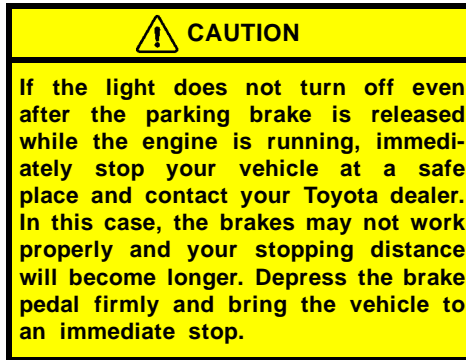 CAUTION
If the light does not turn off even
after the parking brake is released
while the engine is running, immedi-
ately stop your vehicle at a safe
place and contact your Toyota dealer.
In this case, the brakes may not work
properly and your stopping distance
will become longer. Depress the brake
pedal firmly and bring the vehicle to
an immediate stop.